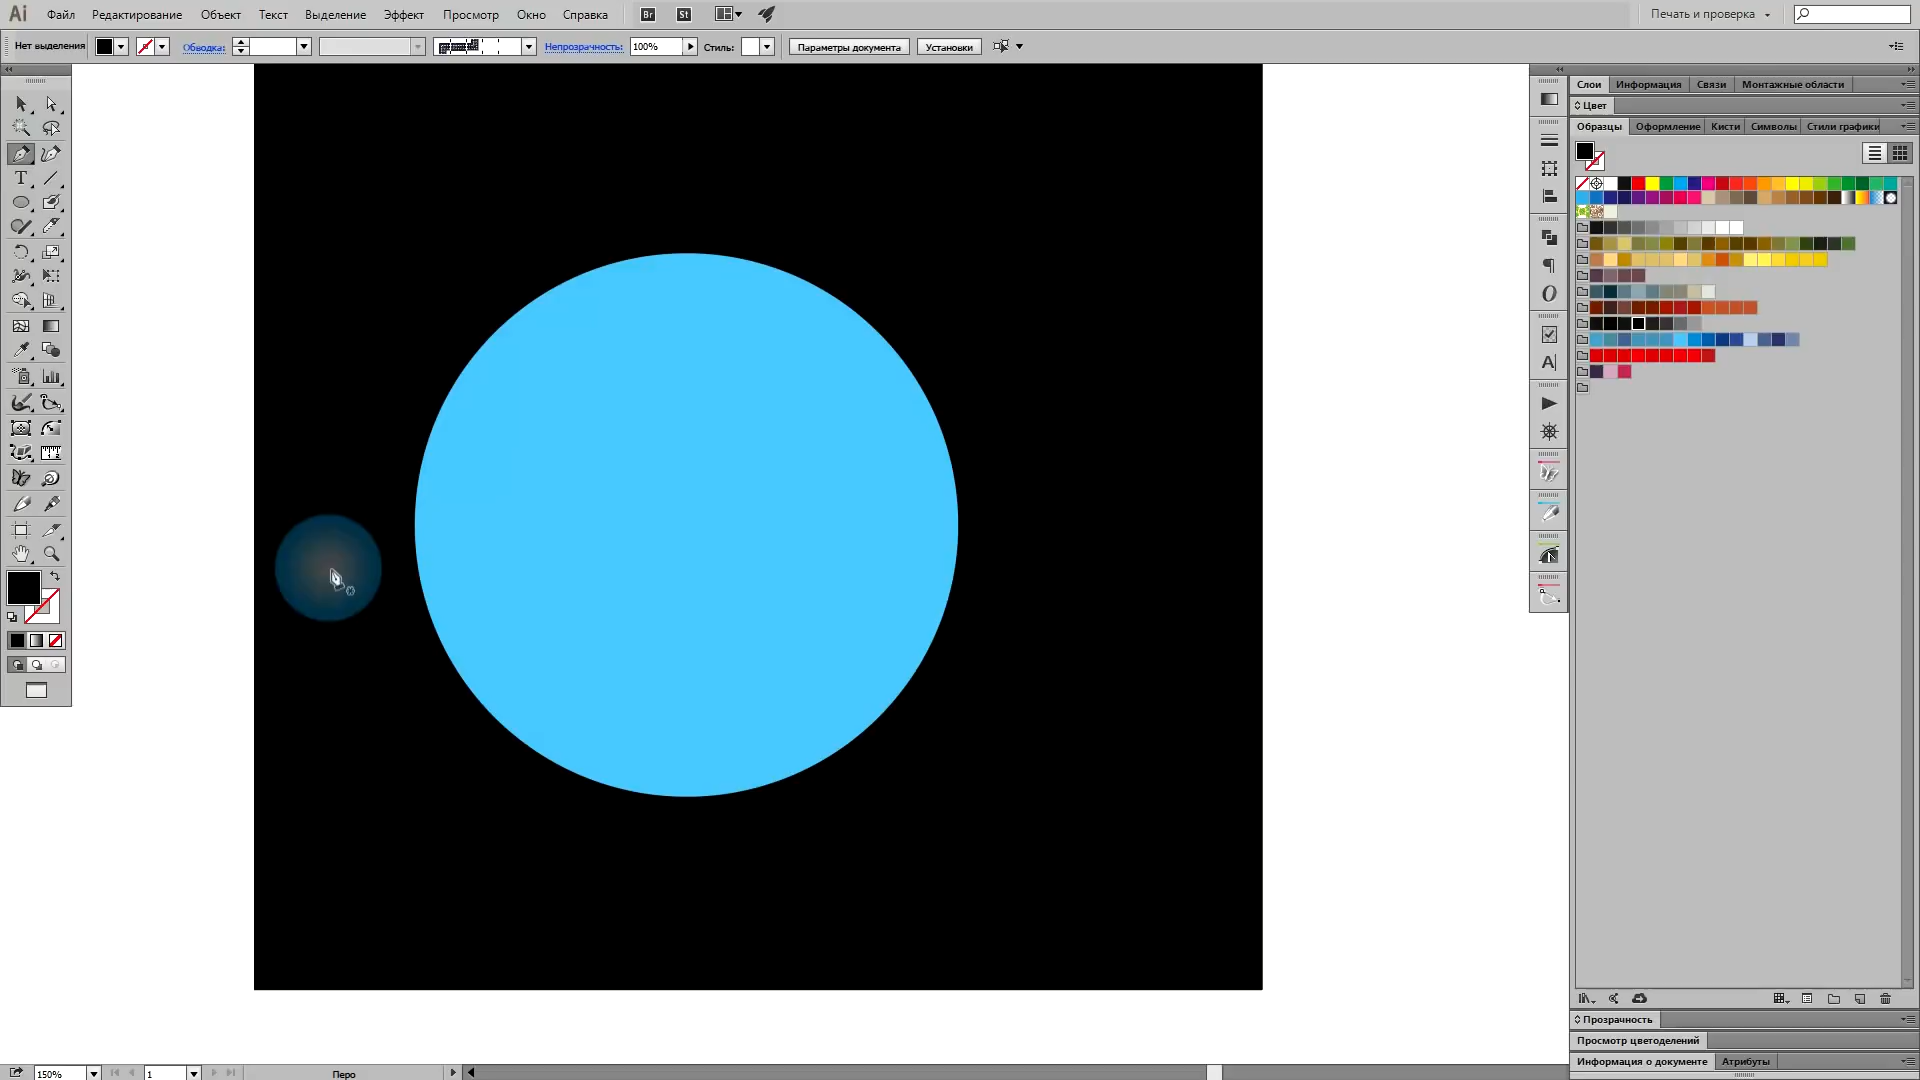 Ai Файл Редактирование Объект Текст Выделение Эффект Просмотр Окно Справка Br St Печать и проверка
Нет выделения Обводка: Непрозрачность: 100% Стиль: Параметры документа Установки
Слои Информация Связи Монтажные области
Цвет
Образцы Оформление Кисти Символы Стили графики
Прозрачность
Просмотр цветоделений
Информация о документе Атрибуты
150% 1 Перо